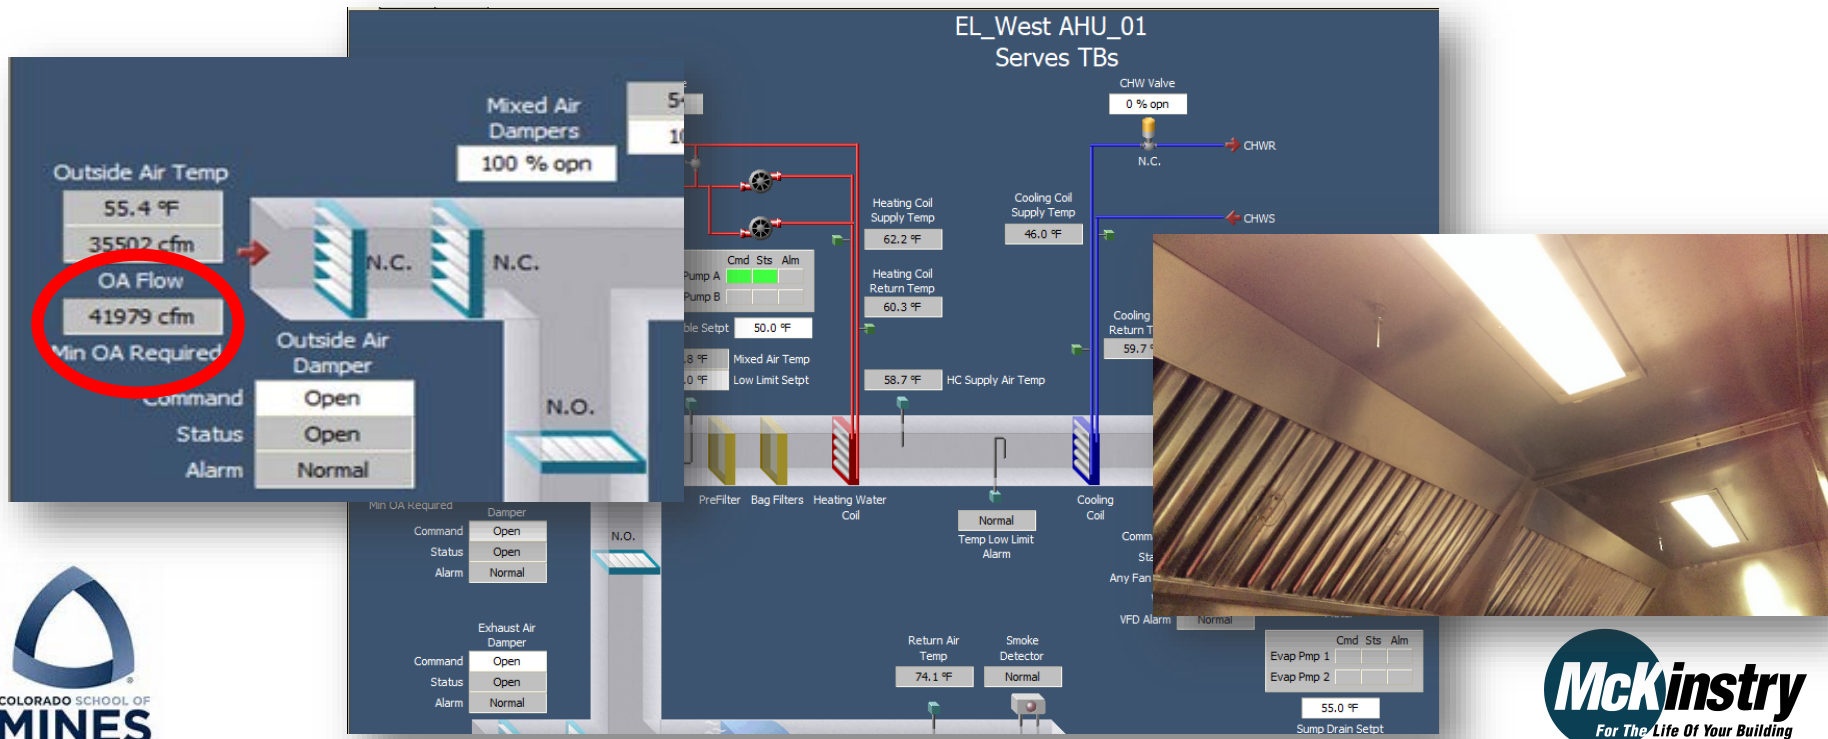 EL_West AHU_01
Serves TBs
Mixed Air
Dampers
100 % opn
Outside Air Temp
55.4 °F
35502 cfm
OA Flow
41979 cfm
Min OA Required
N.C.
N.C.
Outside Air
Damper
Command Open
Status Open
Alarm Normal
N.O.
CHW Valve
0 % opn
N.C.
CHWR
CHWS
Heating Coil
Supply Temp
62.2 °F
Heating Coil
Return Temp
60.3 °F
Cooling Coil
Supply Temp
46.0 °F
Cooling
Return
59.7
Cmd Sts Alm
Pump A
Pump B
Setpt 50.0 °F
Mixed Air Temp
Low Limit Setpt
58.7 °F HC Supply Air Temp
PreFilter
Bag Filters
Heating Water
Coil
Normal
Temp Low Limit
Alarm
Cooling
Coil
Min OA Required
Damper
Command Open
Status Open
Alarm Normal
N.O.
Any Fan
VFD Alarm Normal
Exhaust Air
Damper
Command Open
Status Open
Alarm Normal
Return Air
Temp
74.1 °F
Smoke
Detector
Normal
Cmd Sts Alm
Evap Pmp 1
Evap Pmp 2
55.0 °F
Sump Drain Setpt
COLORADO SCHOOL OF
MINES
McKinstry
For The Life Of Your Building